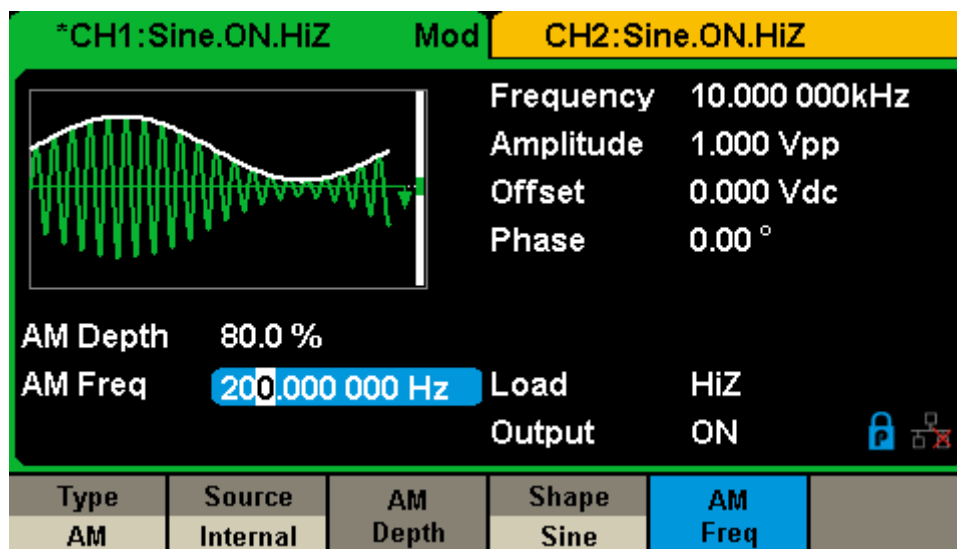 *CH1:Sine.ON.HiZ Mod CH2:Sine.ON.HiZ
Frequency 10.000 000kHz
Amplitude 1.000 Vpp
Offset 0.000 Vdc
Phase 0.00 °
AM Depth 80.0 %
AM Freq 200.000 000 Hz Load HiZ
Output ON P
Type Source AM Shape AM
AM Internal Depth Sine Freq